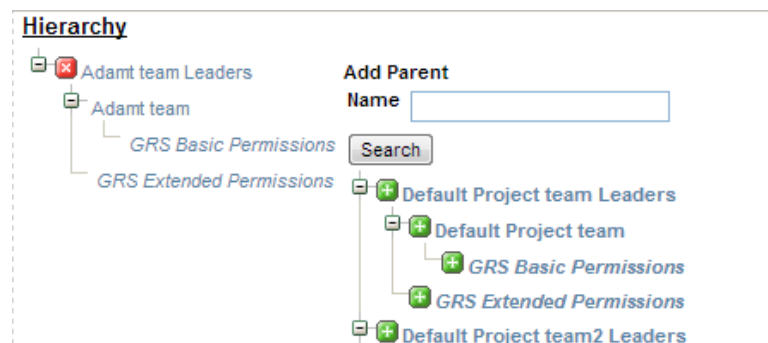 Hierarchy
Adamt team Leaders
Adamt team
GRS Basic Permissions
GRS Extended Permissions
Add Parent
Name
Search
Default Project team Leaders
Default Project team
GRS Basic Permissions
GRS Extended Permissions
Default Project team2 Leaders